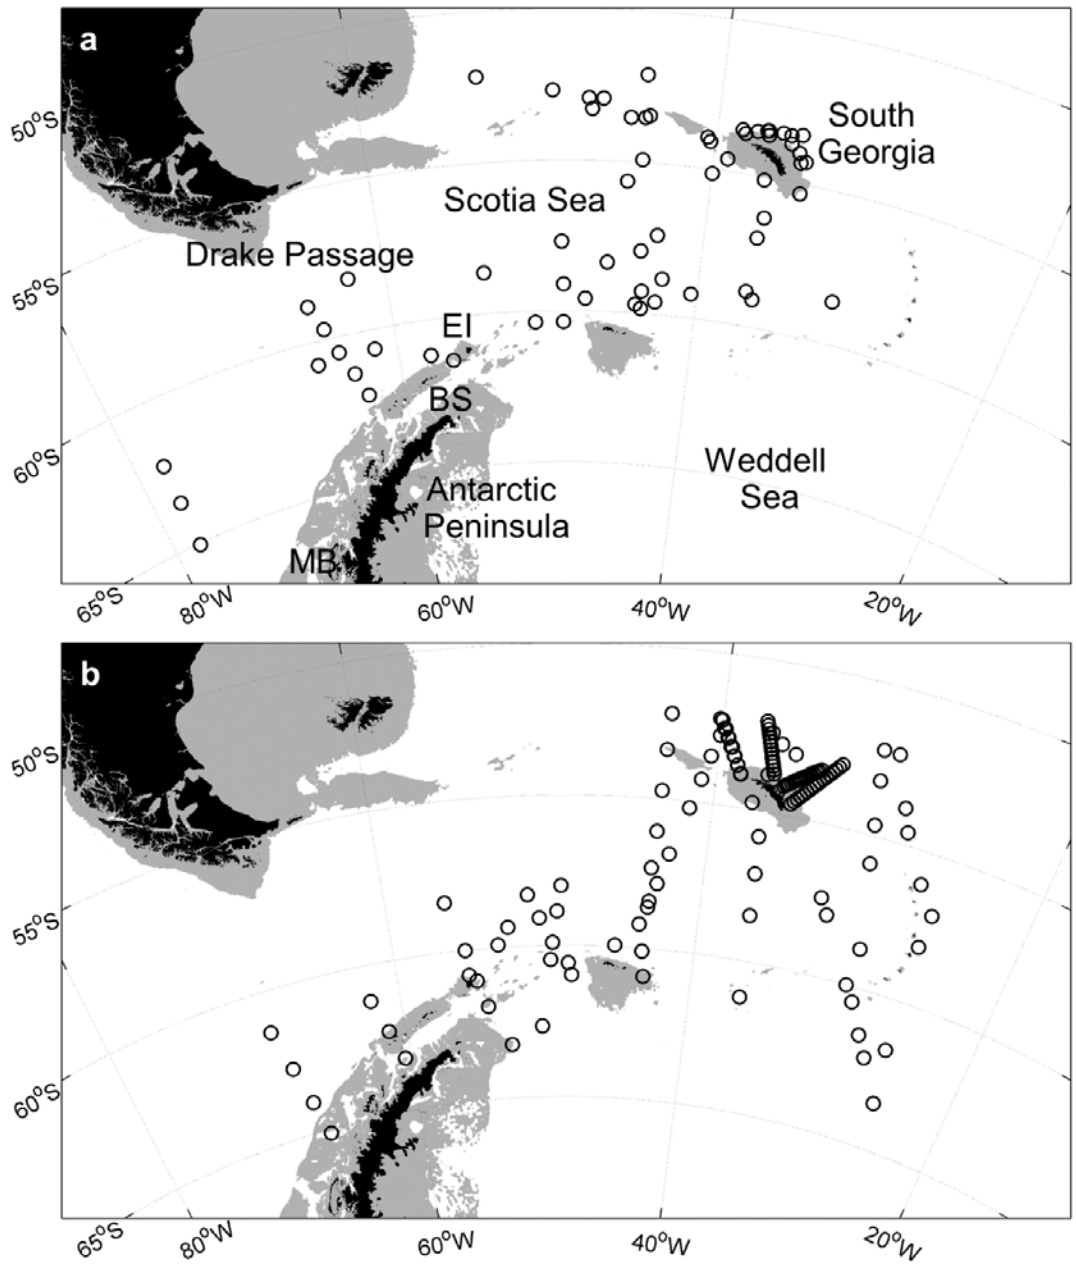 a
50°S
55°S
60°S
65°S
80°W
60°W
40°W
20°W
South
Georgia
Scotia Sea
Drake Passage
EI
BS
Weddell
Sea
Antarctic
Peninsula
MB
b
50°S
55°S
60°S
65°S
80°W
60°W
40°W
20°W